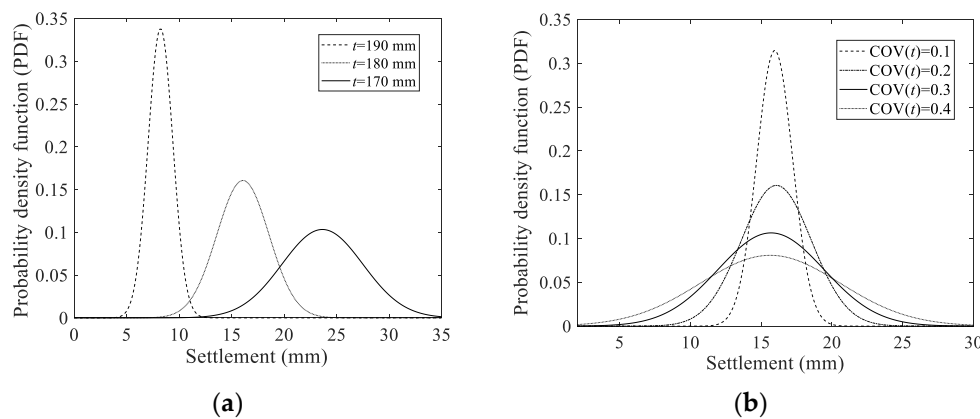 0.35
0.3
0.25
0.2
0.15
0.1
0.05
0
Probability density function (PDF)
t=190 mm
t=180 mm
t=170 mm
0 5 10 15 20 25 30 35
Settlement (mm)
(a)
0.35
0.3
0.25
0.2
0.15
0.1
0.05
0
Probability density function (PDF)
COV(t)=0.1
COV(t)=0.2
COV(t)=0.3
COV(t)=0.4
5 10 15 20 25 30
Settlement (mm)
(b)